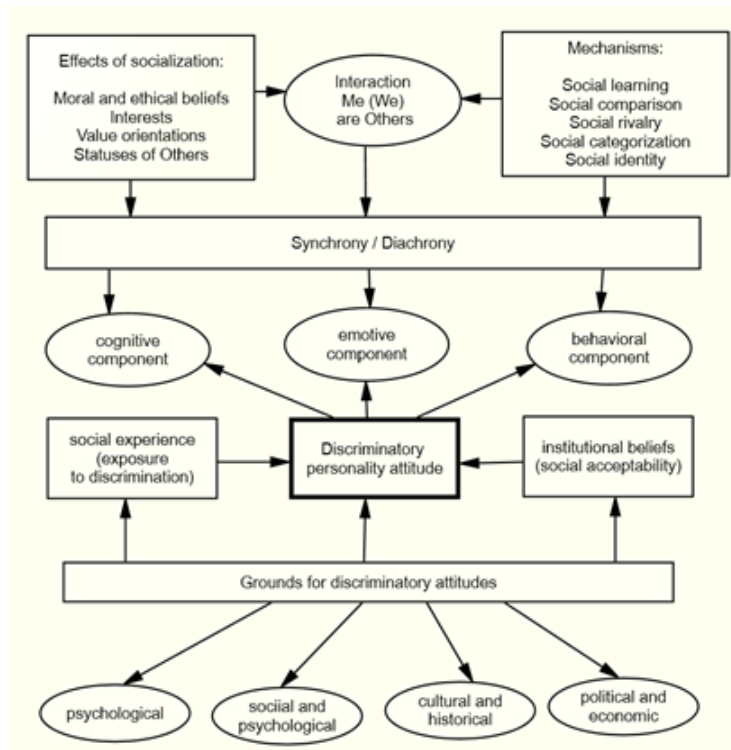 Effects of socialization:
Moral and ethical beliefs
Interests
Value orientations
Statuses of Others
Interaction
Me (We)
are Others
Mechanisms:
Social learning
Social comparison
Social rivalry
Social categorization
Social identity
Synchrony / Diachrony
cognitive
component
emotive
component
behavioral
component
social experience
(exposure
to discrimination)
Discriminatory
personality attitude
institutional beliefs
(social acceptability)
Grounds for discriminatory attitudes
psychological
sociial and
psychological
cultural and
historical
political and
economic